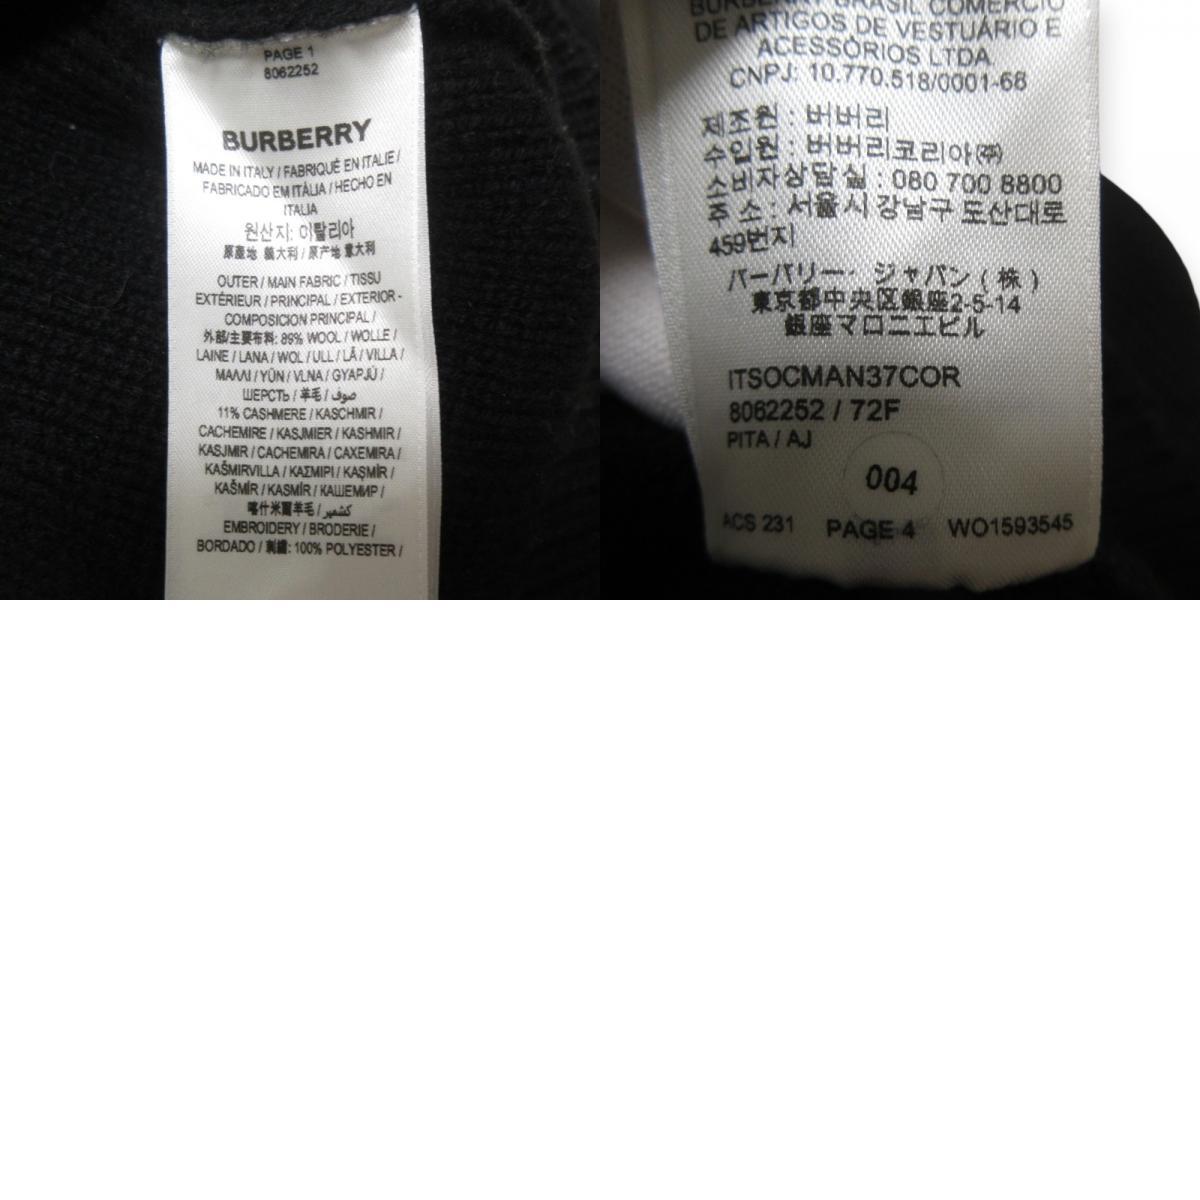 PAGE 1
8062252
BURBERRY
MADE IN ITALY / FABRIQUÉ EN ITALIE /
FABRICADO EM ITÁLIA / HECHO EN
ITALIA
원산지: 이탈리아
原產地 義大利 / 原产地 意大利
OUTER / MAIN FABRIC / TISSU
EXTÉRIEUR / PRINCIPAL / EXTERIOR -
COMPOSICION PRINCIPAL /
外部/主要布料: 89% WOOL / WOLLE /
LAINE / LANA / WOL / ULL / LÃ / VILLA /
ΜΑΛΛΙ / YÜN / VLNA / GYAPJÚ /
ШЕРСТЬ / 羊毛 / صوف /
11% CASHMERE / KASCHMIR /
CACHEMIRE / KASJMIER / KASHMIR /
KASJMIR / CACHEMIRA / CAXEMIRA /
KAŠMIRVILLA / ΚΑΣΜΙΡΙ / KAŞMİR /
KAŠMÍR / KASMÍR / КАШЕМИР /
喀什米爾羊毛 / كشمير /
EMBROIDERY / BRODERIE /
BORDADO / 刺繡: 100% POLYESTER /
BURBERRY BRASIL COMÉRCIO
DE ARTIGOS DE VESTUÁRIO E
ACESSÓRIOS LTDA.
CNPJ: 10.770.518/0001-68
제조원 : 버버리
수입원 : 버버리코리아㈜
소비자상담실 : 080 700 8800
주소 : 서울시 강남구 도산대로
459번지
バーバリー・ジャパン(株)
東京都中央区銀座2-5-14
銀座マロニエビル
ITSOCMAN37COR
8062252 / 72F
PITA / AJ
004
ACS 231 PAGE 4 WO1593545